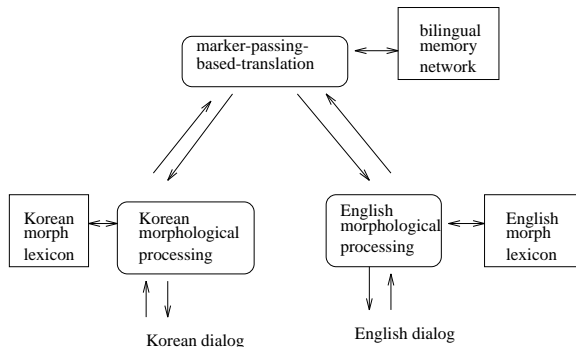 marker-passing-
based-translation
bilingual
memory
network
Korean
morph
lexicon
Korean
morphological
processing
English
morphological
processing
English
morph
lexicon
Korean dialog
English dialog